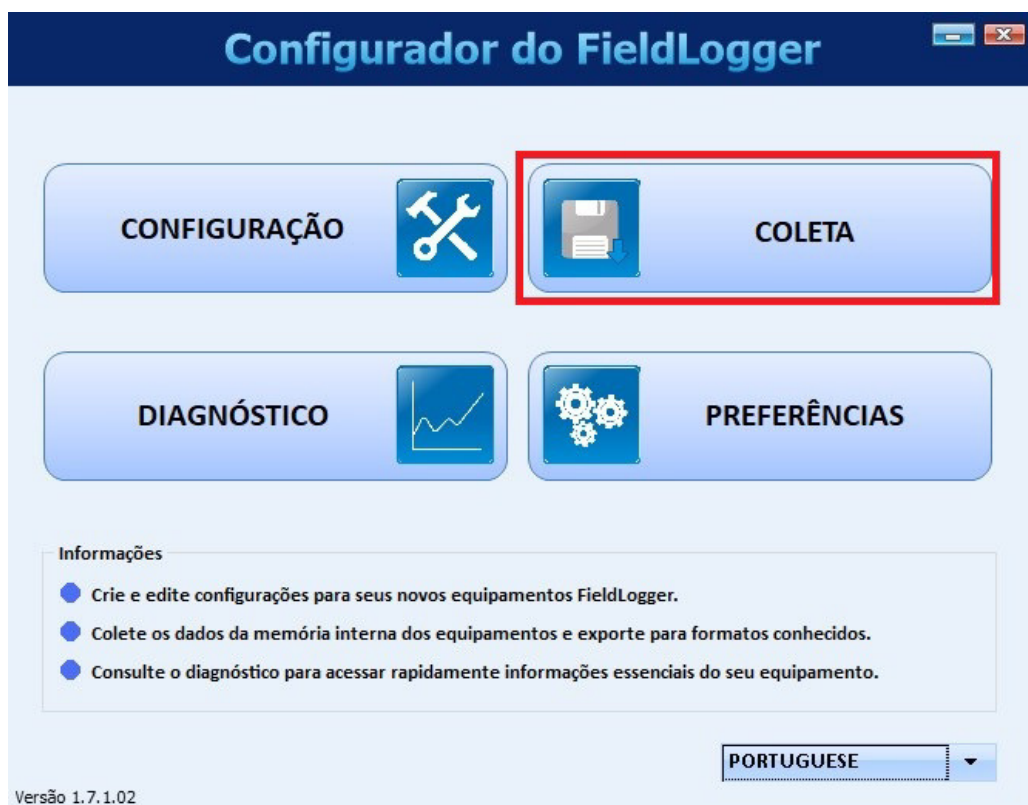 Configurador do FieldLogger
CONFIGURAÇÃO
COLETA
DIAGNÓSTICO
PREFERÊNCIAS
Informações
Crie e edite configurações para seus novos equipamentos FieldLogger.
Colete os dados da memória interna dos equipamentos e exporte para formatos conhecidos.
Consulte o diagnóstico para acessar rapidamente informações essenciais do seu equipamento.
PORTUGUESE
Versão 1.7.1.02